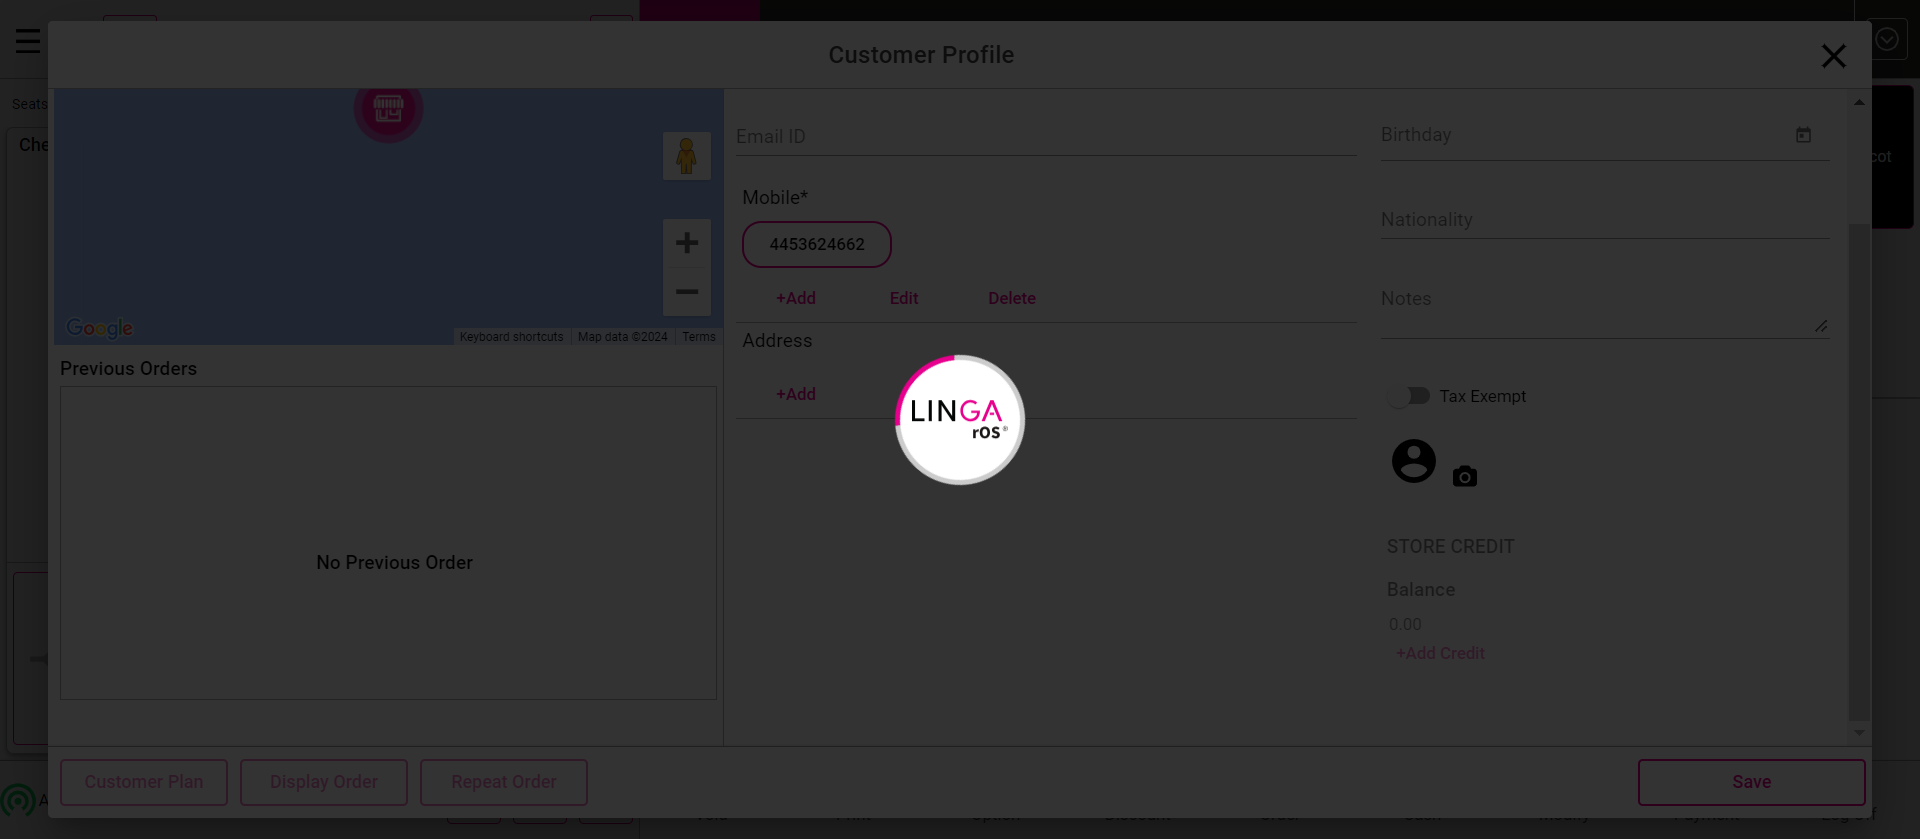 Customer Profile
Seats
Che
cot
Email ID
Birthday
Mobile*
4453624662
Nationality
+Add
Edit
Delete
Notes
Google
Keyboard shortcuts
Map data ©2024
Terms
Address
Previous Orders
+Add
Tax Exempt
LINGA
rOS®
No Previous Order
STORE CREDIT
Balance
0.00
+Add Credit
Customer Plan
Display Order
Repeat Order
Save
A